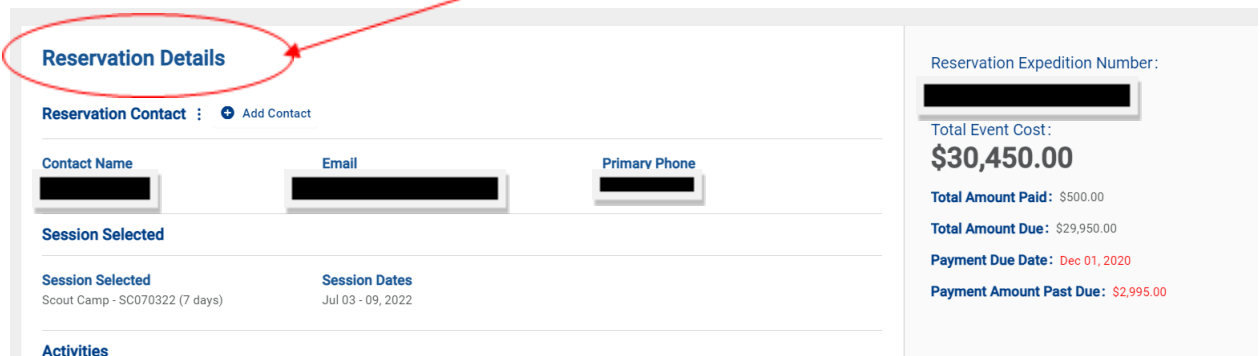 Reservation Details
Reservation Contact Add Contact
Contact Name Email Primary Phone
Session Selected
Session Selected Session Dates
Scout Camp - SC070322 (7 days) Jul 03 - 09, 2022
Activities
Reservation Expedition Number:
Total Event Cost:
$30,450.00
Total Amount Paid: $500.00
Total Amount Due: $29,950.00
Payment Due Date: Dec 01, 2020
Payment Amount Past Due: $2,995.00